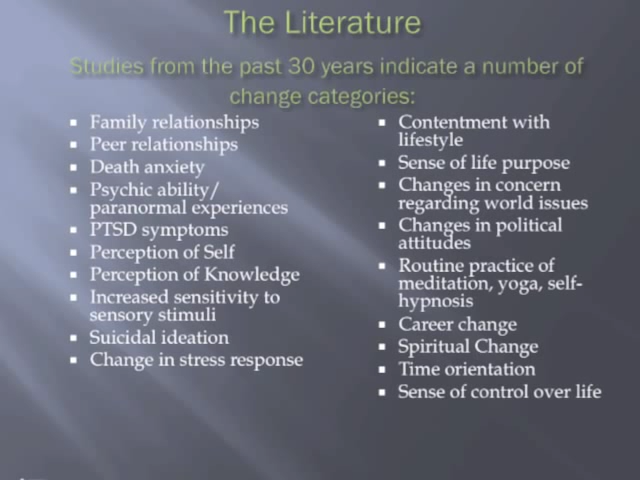 The Literature
Studies from the past 30 years indicate a number of
change categories:
▪ Family relationships
▪ Peer relationships
▪ Death anxiety
▪ Psychic ability/
paranormal experiences
▪ PTSD symptoms
▪ Perception of Self
▪ Perception of Knowledge
▪ Increased sensitivity to
sensory stimuli
▪ Suicidal ideation
▪ Change in stress response
▪ Contentment with
lifestyle
▪ Sense of life purpose
▪ Changes in concern
regarding world issues
▪ Changes in political
attitudes
▪ Routine practice of
meditation, yoga, self-
hypnosis
▪ Career change
▪ Spiritual Change
▪ Time orientation
▪ Sense of control over life